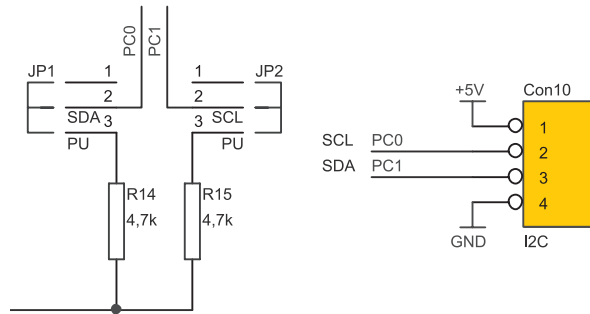 PC0
PC1
JP1
1
2
SDA
3
PU
1
JP2
2
3
SCL
PU
R14
4,7k
R15
4,7k
+5V
Con10
1
SCL PC0
2
SDA PC1
3
4
GND
I2C